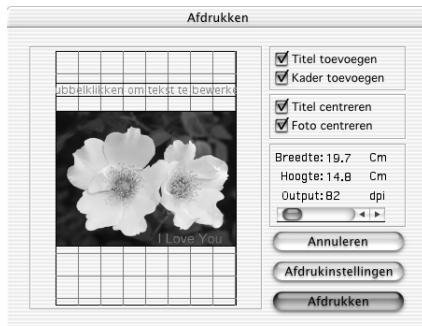 Afdrukken
ubbelklikken om tekst te bewerke
I Love You
Titel toevoegen
Kader toevoegen
Titel centreren
Foto centreren
Breedte: 19.7 Cm
Hoogte: 14.8 Cm
Output: 82 dpi
Annuleren
Afdrukinstellingen
Afdrukken